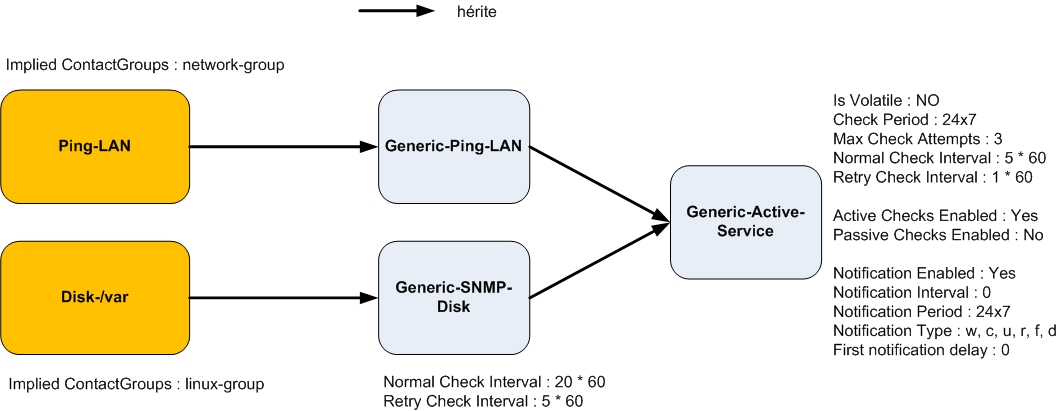 hérite
Implied ContactGroups : network-group
Ping-LAN
Generic-Ping-LAN
Disk-/var
Generic-SNMP-
Disk
Implied ContactGroups : linux-group
Normal Check Interval : 20 * 60
Retry Check Interval : 5 * 60
Generic-Active-
Service
Is Volatile : NO
Check Period : 24x7
Max Check Attempts : 3
Normal Check Interval : 5 * 60
Retry Check Interval : 1 * 60
Active Checks Enabled : Yes
Passive Checks Enabled : No
Notification Enabled : Yes
Notification Interval : 0
Notification Period : 24x7
Notification Type : w, c, u, r, f, d
First notification delay : 0